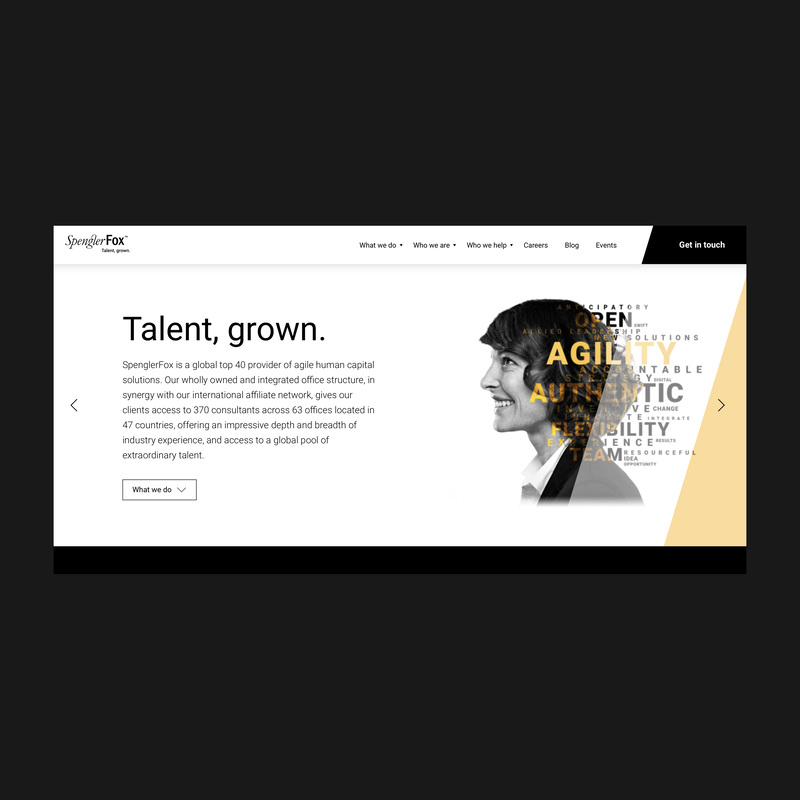 SpenglerFox™
Talent, grown.
What we do
Who we are
Who we help
Careers
Blog
Events
Get in touch
Talent, grown.
SpenglerFox is a global top 40 provider of agile human capital
solutions. Our wholly owned and integrated office structure, in
synergy with our international affiliate network, gives our
clients access to 370 consultants across 63 offices located in
47 countries, offering an impressive depth and breadth of
industry experience, and access to a global pool of
extraordinary talent.
What we do
ANTICIPATORY
OPEN SWIFT
ALLIED LEADERSHIP
NEW SOLUTIONS
AGILITY
ACCOUNTABLE
DIGITAL
AUTHENTIC
CHANGE
INTEGRATE
FLEXIBILITY
EXPERIENCE RESULTS
TEAM RESOURCEFUL
IDEA
OPPORTUNITY